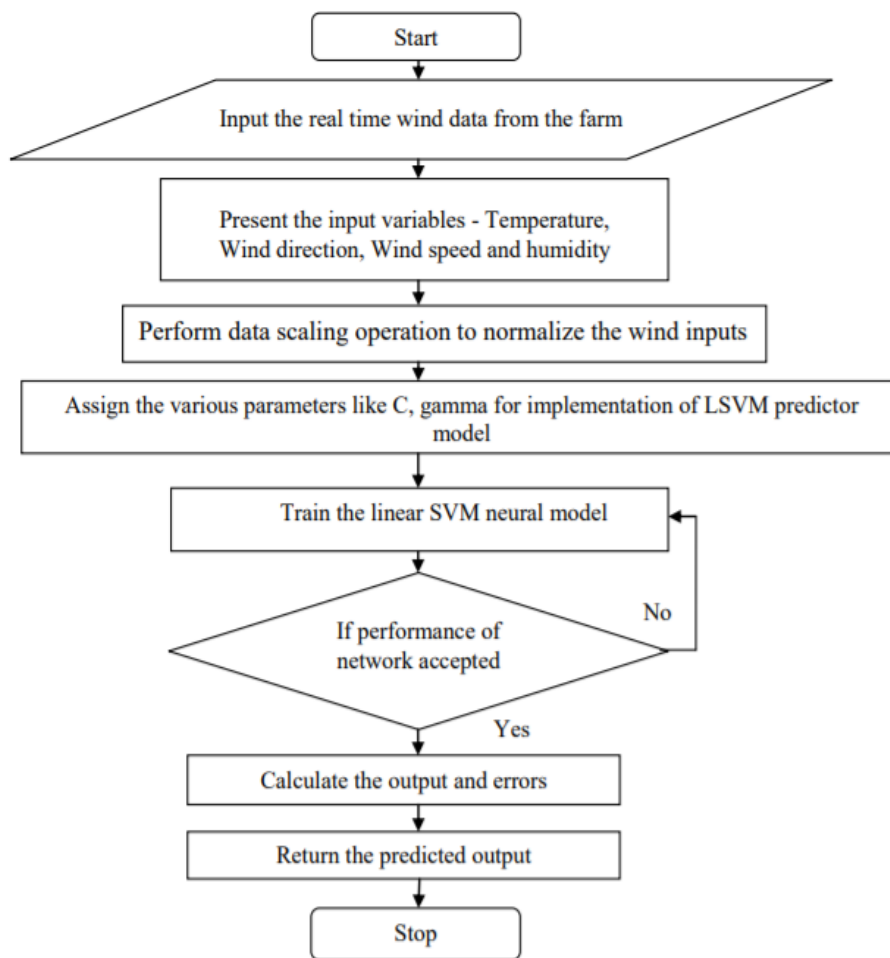 Start
Input the real time wind data from the farm
Present the input variables - Temperature,
Wind direction, Wind speed and humidity
Perform data scaling operation to normalize the wind inputs
Assign the various parameters like C, gamma for implementation of LSVM predictor
model
Train the linear SVM neural model
No
If performance of
network accepted
Yes
Calculate the output and errors
Return the predicted output
Stop